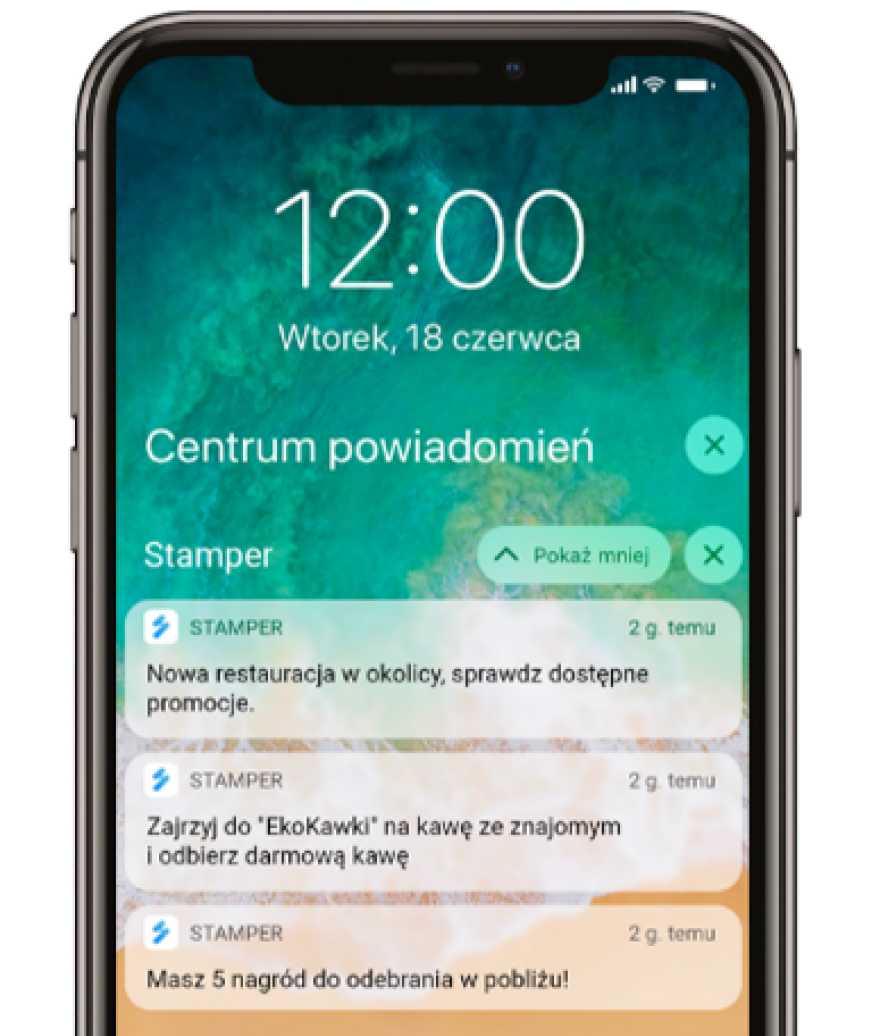 12:00
Wtorek, 18 czerwca
Centrum powiadomień
Stamper
Pokaż mniej
STAMPER
2 g. temu
Nowa restauracja w okolicy, sprawdz dostępne
promocje.
STAMPER
2 g. temu
Zajrzyj do "EkoKawki" na kawę ze znajomym
i odbierz darmową kawę
STAMPER
2 g. temu
Masz 5 nagród do odebrania w pobliżu!